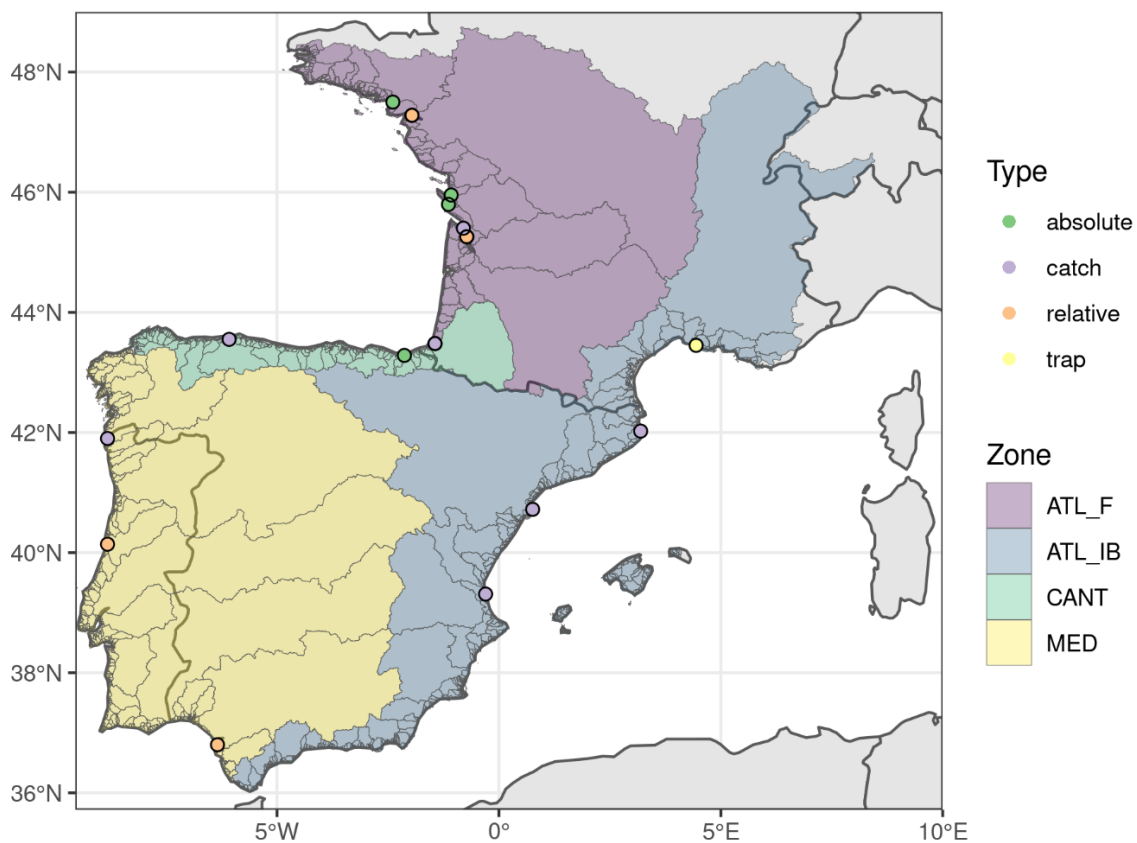 48°N
46°N
44°N
42°N
40°N
38°N
36°N
5°W
0°
5°E
10°E
Type
absolute
catch
relative
trap
Zone
ATL_F
ATL_IB
CANT
MED